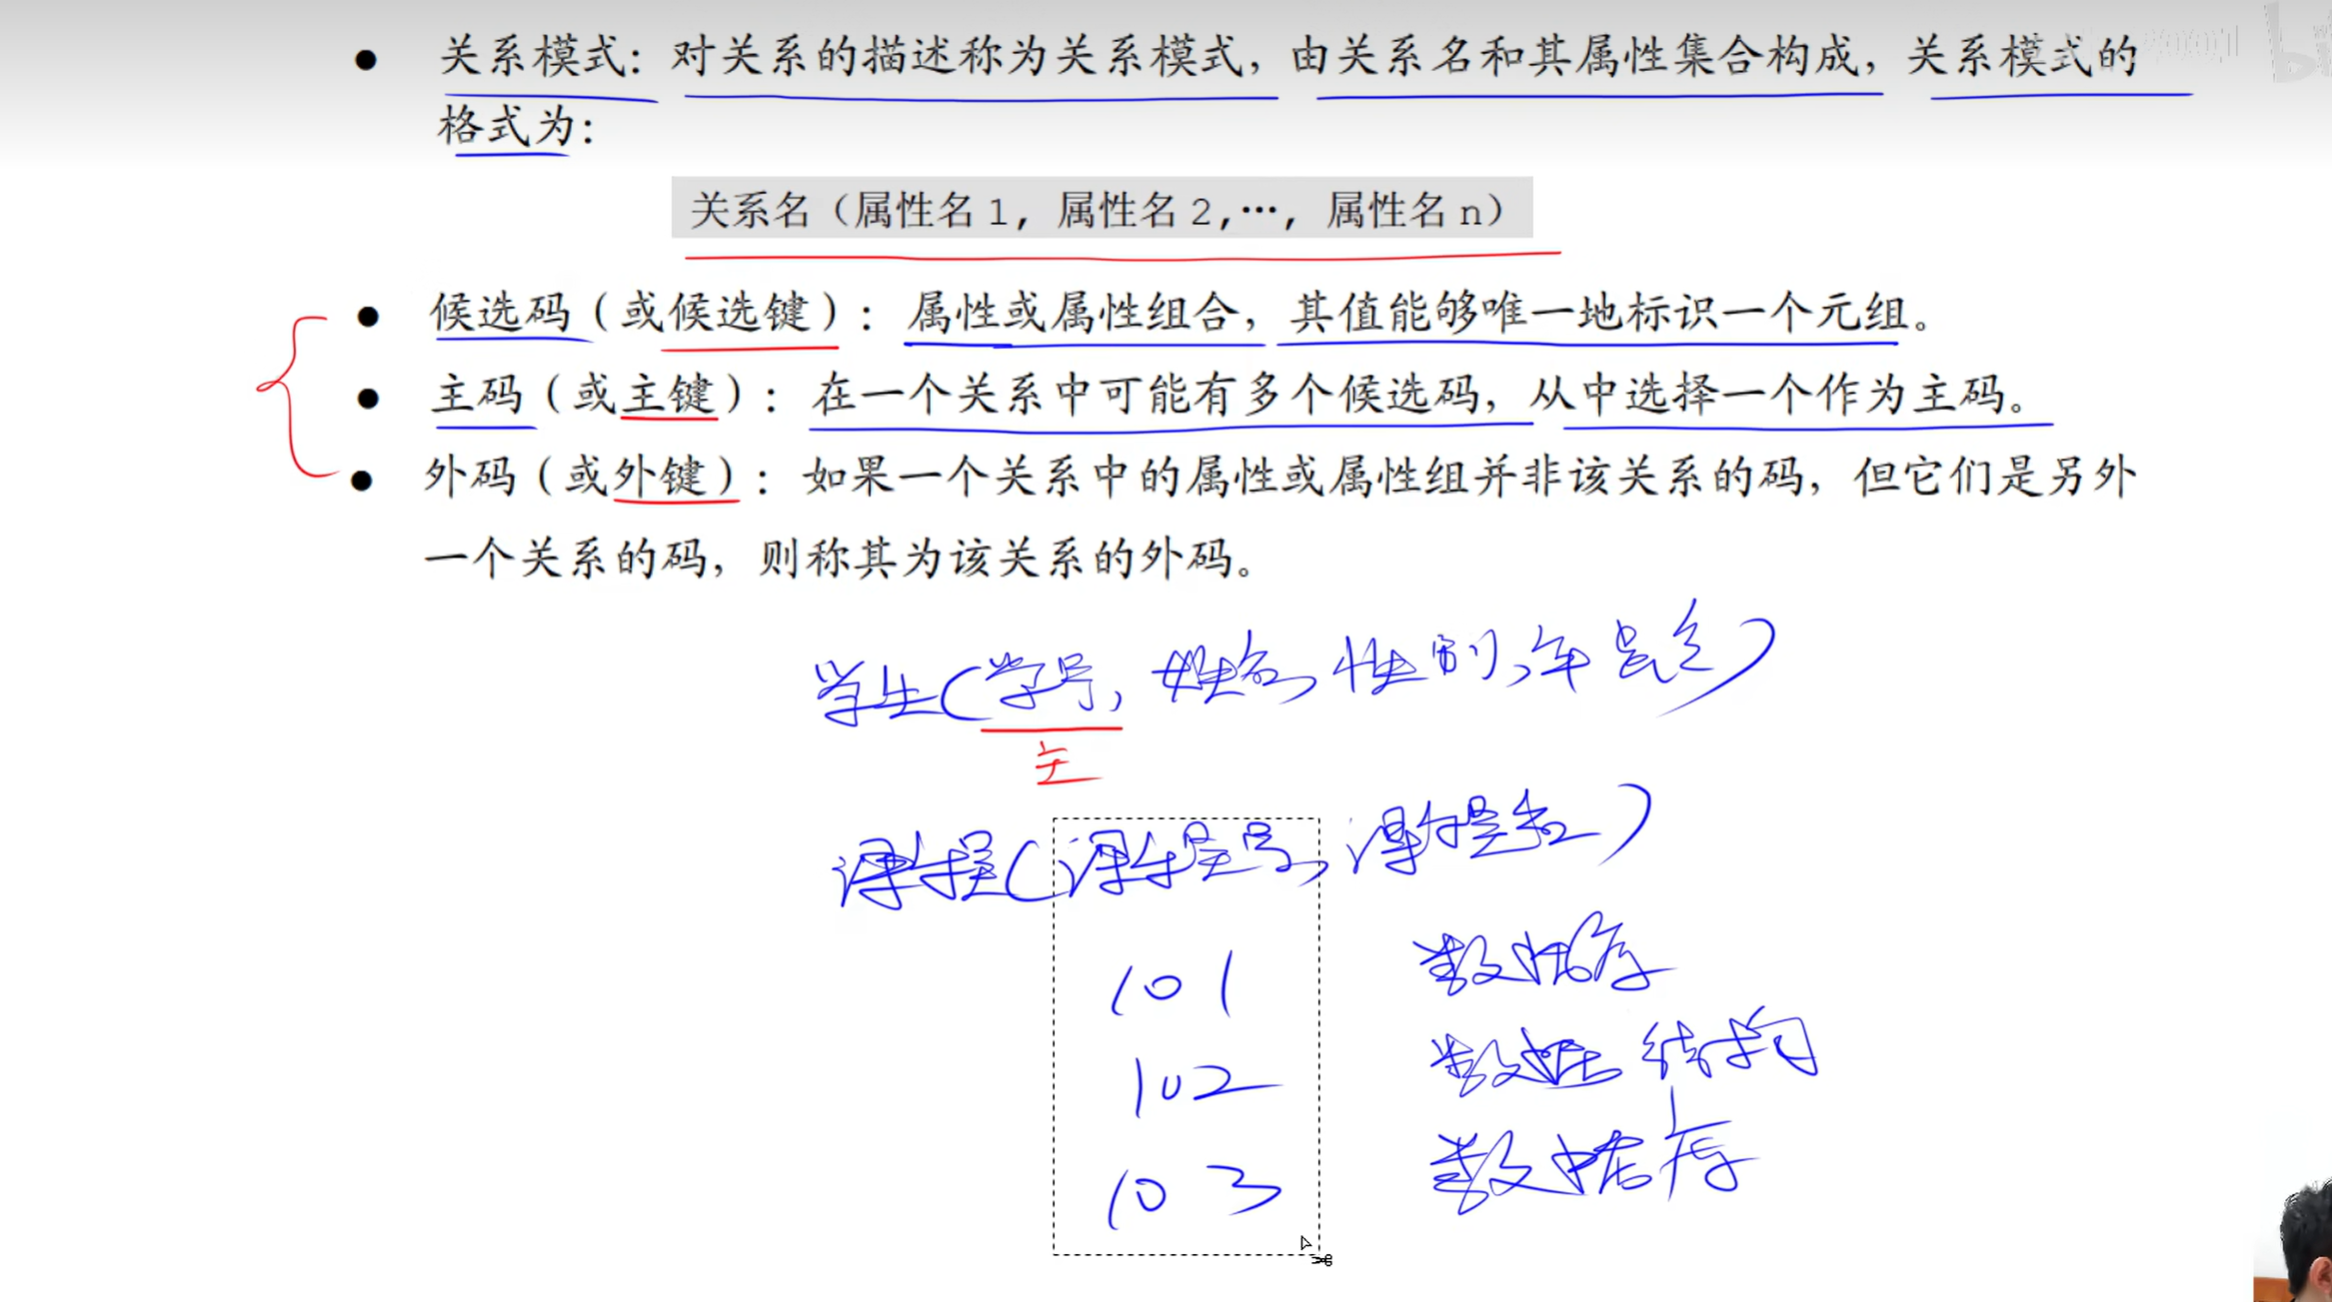 关系模式：对关系的描述称为关系模式，由关系名和其属性集合构成，关系模式的
格式为：
关系名（属性名1，属性名2,…，属性名n）
候选码（或候选键）：属性或属性组合，其值能够唯一地标识一个元组。
主码（或主键）：在一个关系中可能有多个候选码，从中选择一个作为主码。
外码（或外键）：如果一个关系中的属性或属性组并非该关系的码，但它们是另外
一个关系的码，则称其为该关系的外码。
学生(学号, 姓名, 性别, 年龄)
主
课程(课程号, 课程名)
101 数据库
102 数据结构
103 数据库